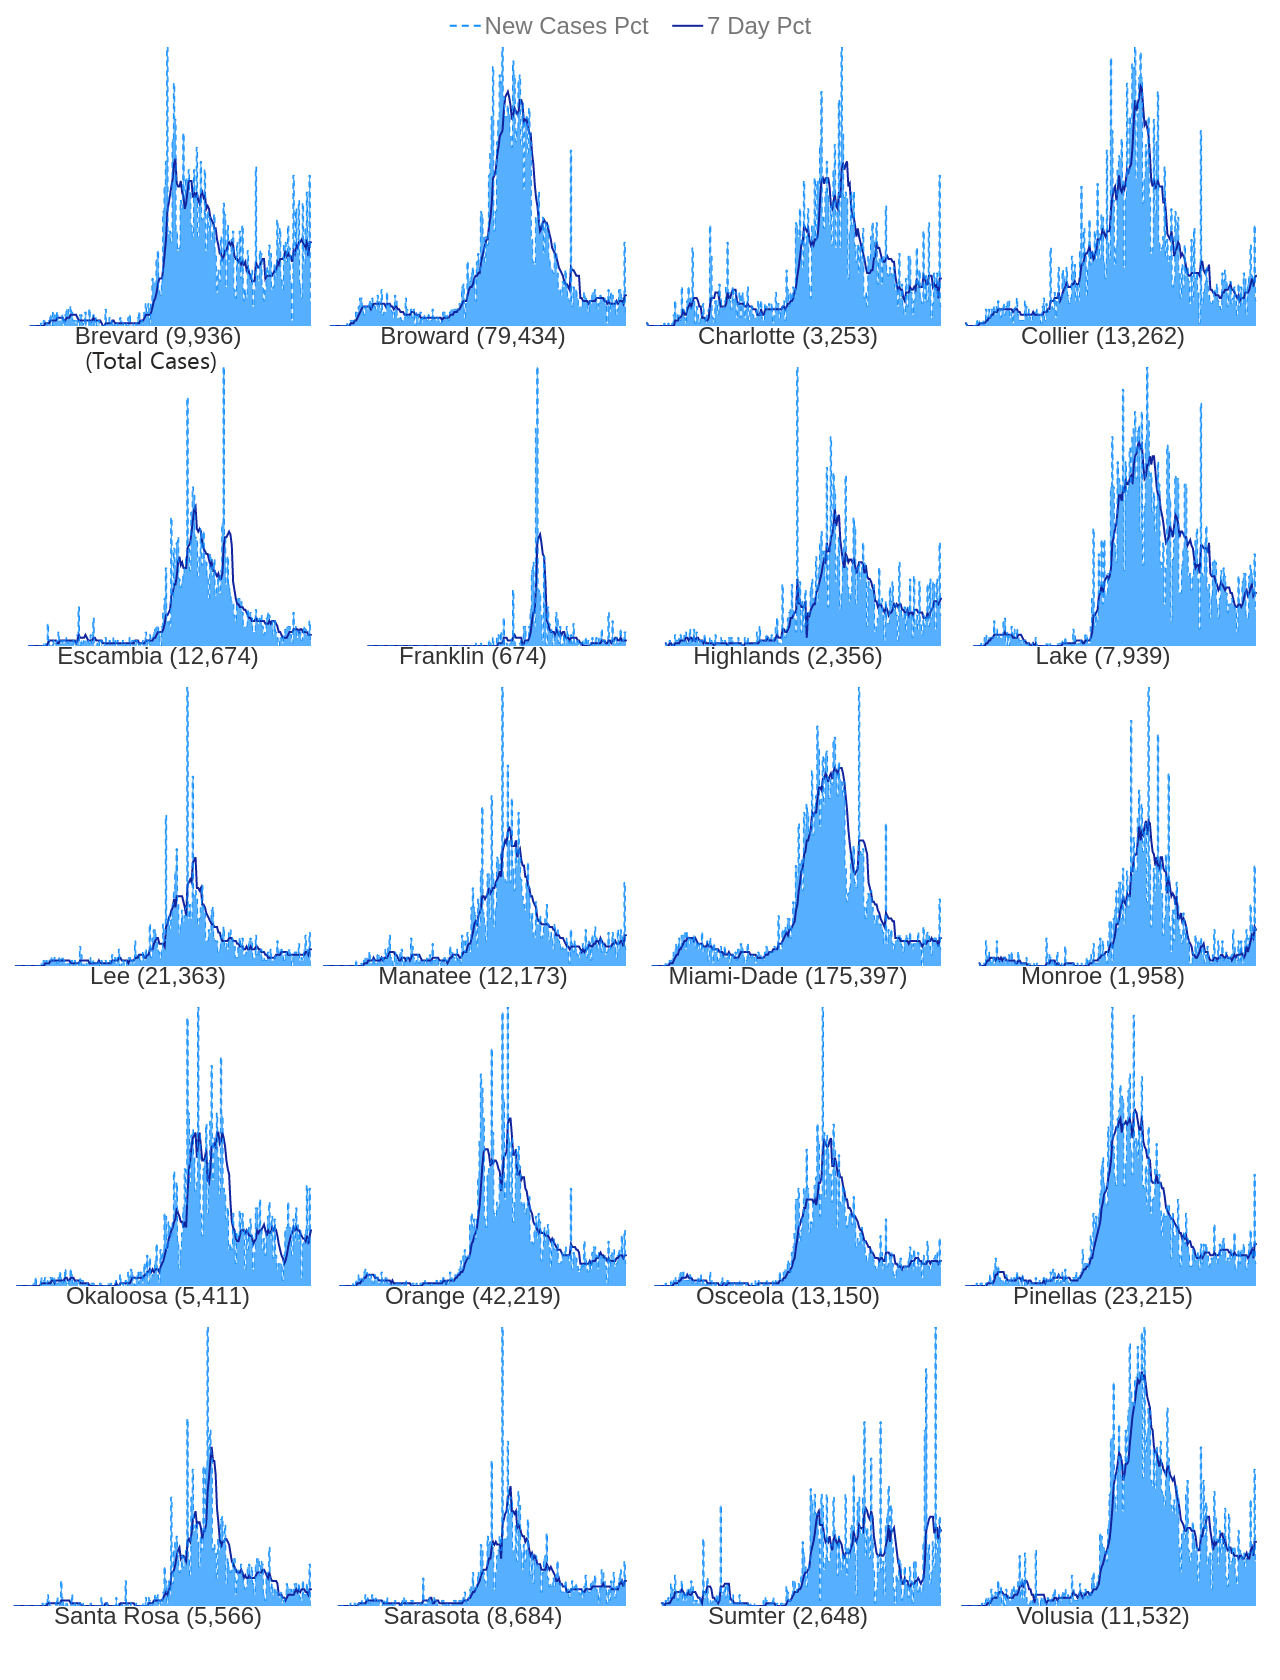 New Cases Pct 7 Day Pct
Brevard (9,936) Broward (79,434) Charlotte (3,253) Collier (13,262)
(Total Cases)
Escambia (12,674) Franklin (674) Highlands (2,356) Lake (7,939)
Lee (21,363) Manatee (12,173) Miami-Dade (175,397) Monroe (1,958)
Okaloosa (5,411) Orange (42,219) Osceola (13,150) Pinellas (23,215)
Santa Rosa (5,566) Sarasota (8,684) Sumter (2,648) Volusia (11,532)